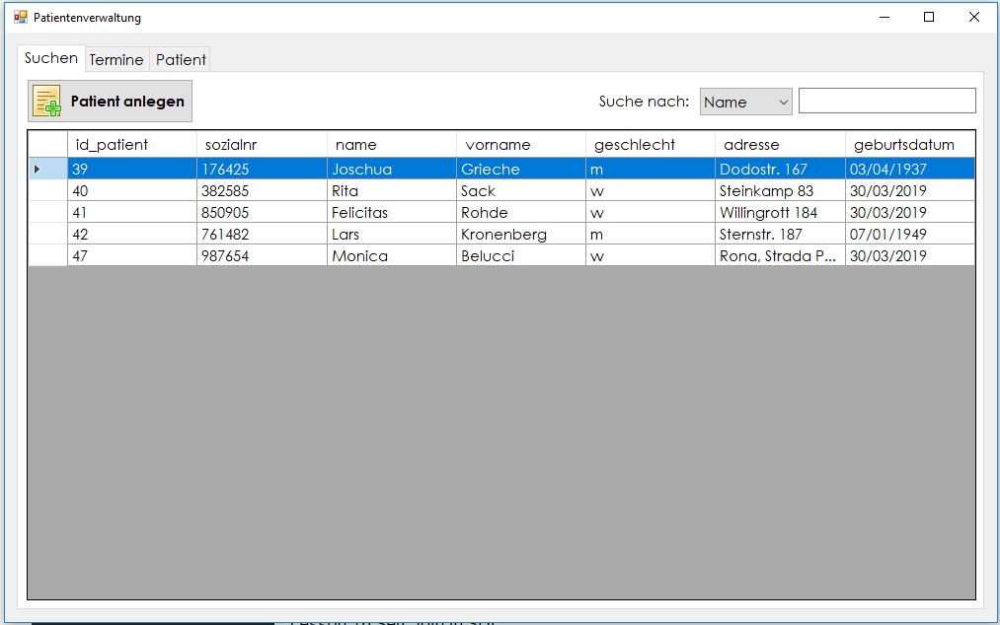 Patientenverwaltung
Suchen Termine Patient
Patient anlegen Suche nach: Name
id_patient sozialnr name vorname geschlecht adresse geburtsdatum
39 176425 Joschua Grieche m Dodostr. 167 03/04/1937
40 382585 Rita Sack w Steinkamp 83 30/03/2019
41 850905 Felicitas Rohde w Willingrott 184 30/03/2019
42 761482 Lars Kronenberg m Sternstr. 187 07/01/1949
47 987654 Monica Belucci w Rona, Strada P... 30/03/2019